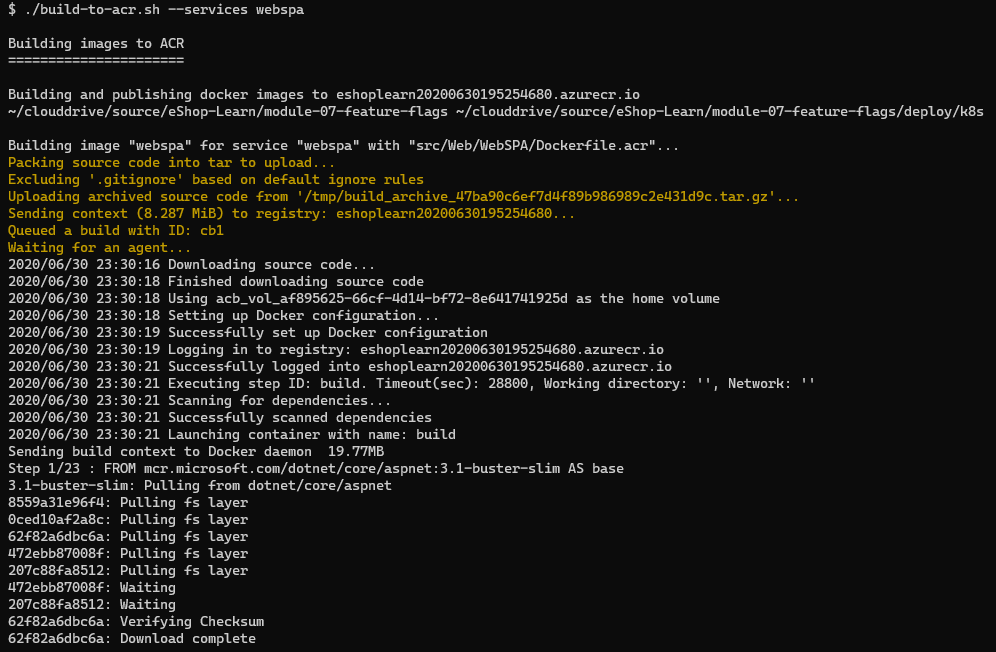 $ ./build-to-acr.sh --services webspa
Building images to ACR
======================
Building and publishing docker images to eshoplearn20200630195254680.azurecr.io
~/clouddrive/source/eShop-Learn/module-07-feature-flags ~/clouddrive/source/eShop-Learn/module-07-feature-flags/deploy/k8s
Building image "webspa" for service "webspa" with "src/Web/WebSPA/Dockerfile.acr"...
Packing source code into tar to upload...
Excluding '.gitignore' based on default ignore rules
Uploading archived source code from '/tmp/build_archive_47ba90c6ef7d4f89b986989c2e431d9c.tar.gz'...
Sending context (8.287 MiB) to registry: eshoplearn20200630195254680...
Queued a build with ID: cb1
Waiting for an agent...
2020/06/30 23:30:16 Downloading source code...
2020/06/30 23:30:18 Finished downloading source code
2020/06/30 23:30:18 Using acb_vol_af895625-66cf-4d14-bf72-8e641741925d as the home volume
2020/06/30 23:30:18 Setting up Docker configuration...
2020/06/30 23:30:19 Successfully set up Docker configuration
2020/06/30 23:30:19 Logging in to registry: eshoplearn20200630195254680.azurecr.io
2020/06/30 23:30:21 Successfully logged into eshoplearn20200630195254680.azurecr.io
2020/06/30 23:30:21 Executing step ID: build. Timeout(sec): 28800, Working directory: '', Network: ''
2020/06/30 23:30:21 Scanning for dependencies...
2020/06/30 23:30:21 Successfully scanned dependencies
2020/06/30 23:30:21 Launching container with name: build
Sending build context to Docker daemon  19.77MB
Step 1/23 : FROM mcr.microsoft.com/dotnet/core/aspnet:3.1-buster-slim AS base
3.1-buster-slim: Pulling from dotnet/core/aspnet
8559a31e96f4: Pulling fs layer
0ced10af2a8c: Pulling fs layer
62f82a6dbc6a: Pulling fs layer
472ebb87008f: Pulling fs layer
207c88fa8512: Pulling fs layer
472ebb87008f: Waiting
207c88fa8512: Waiting
62f82a6dbc6a: Verifying Checksum
62f82a6dbc6a: Download complete